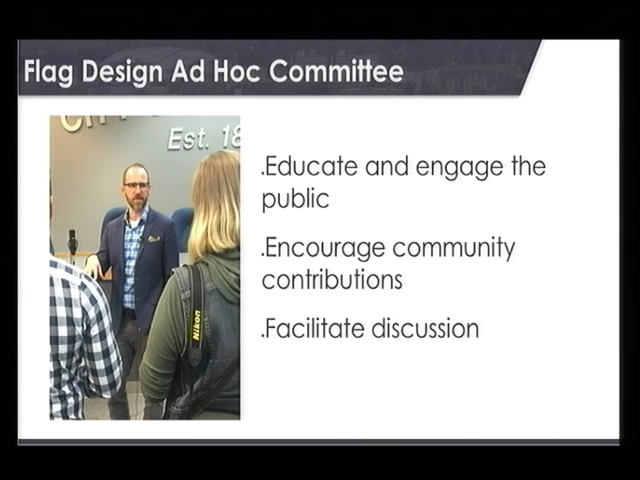 Flag Design Ad Hoc Committee
Est. 18
.Educate and engage the
public
.Encourage community
contributions
.Facilitate discussion
Nikon